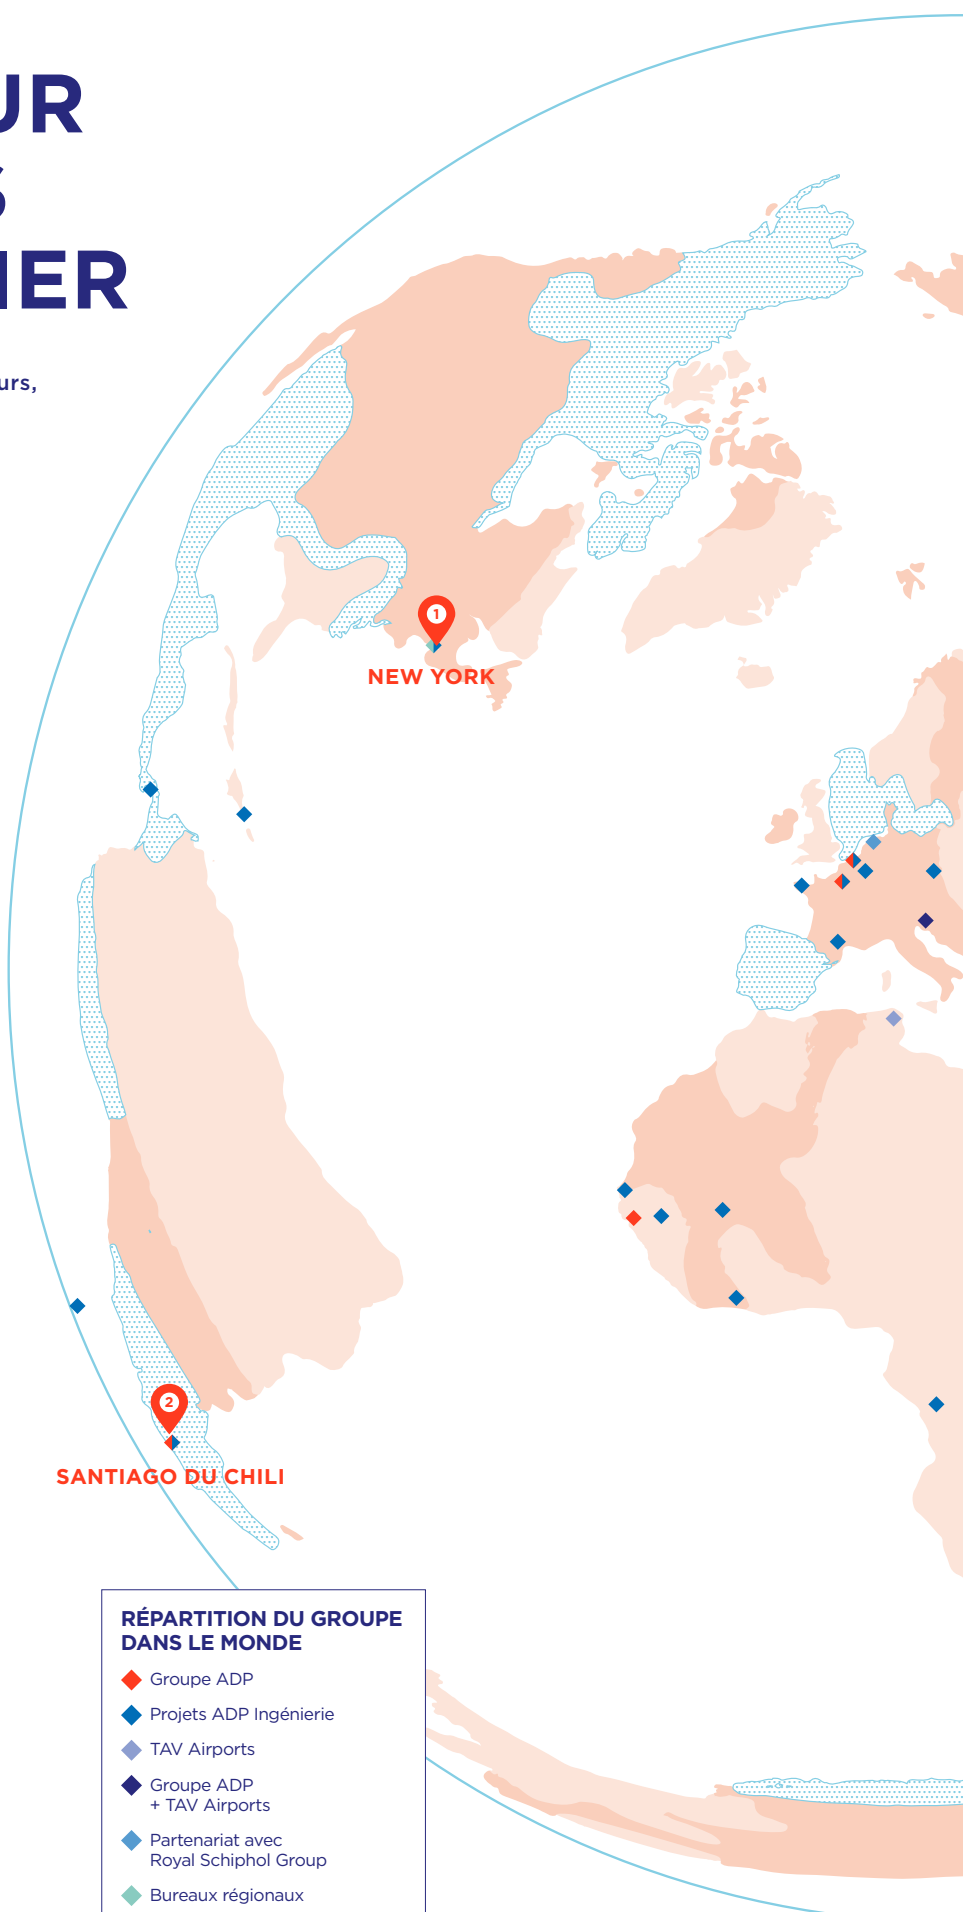 UR
S
IER
urs,
1
NEW YORK
2
SANTIAGO DU CHILI
RÉPARTITION DU GROUPE
DANS LE MONDE
Groupe ADP
Projets ADP Ingénierie
TAV Airports
Groupe ADP
+ TAV Airports
Partenariat avec
Royal Schiphol Group
Bureaux régionaux